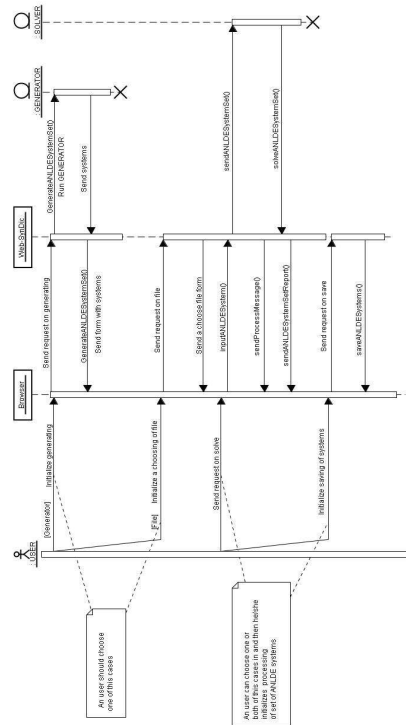 : SOLVER
: GENERATOR
Web-SynDic
Browser
: USER
GenerateANLDESystemSet()
Run GENERATOR
Send systems
sendANLDESystemSet()
solveANLDESystemSet()
Send request on generating
GenerateANLDESystemSet()
Send form with systems
Send request on file
Send a choose file form
inputANLDESystem()
sendProcessMessage()
sendANLDESystemSetReport()
Send request on save
saveANLDESystems()
[Generator]
Initialize generating
[File]
Initialize a choosing of file
Send request on solve
Initialize saving of systems
An user should choose
one of this cases
An user can choose one or
both of this cases in and then he/she
initializes processing
of set of ANLDE systems